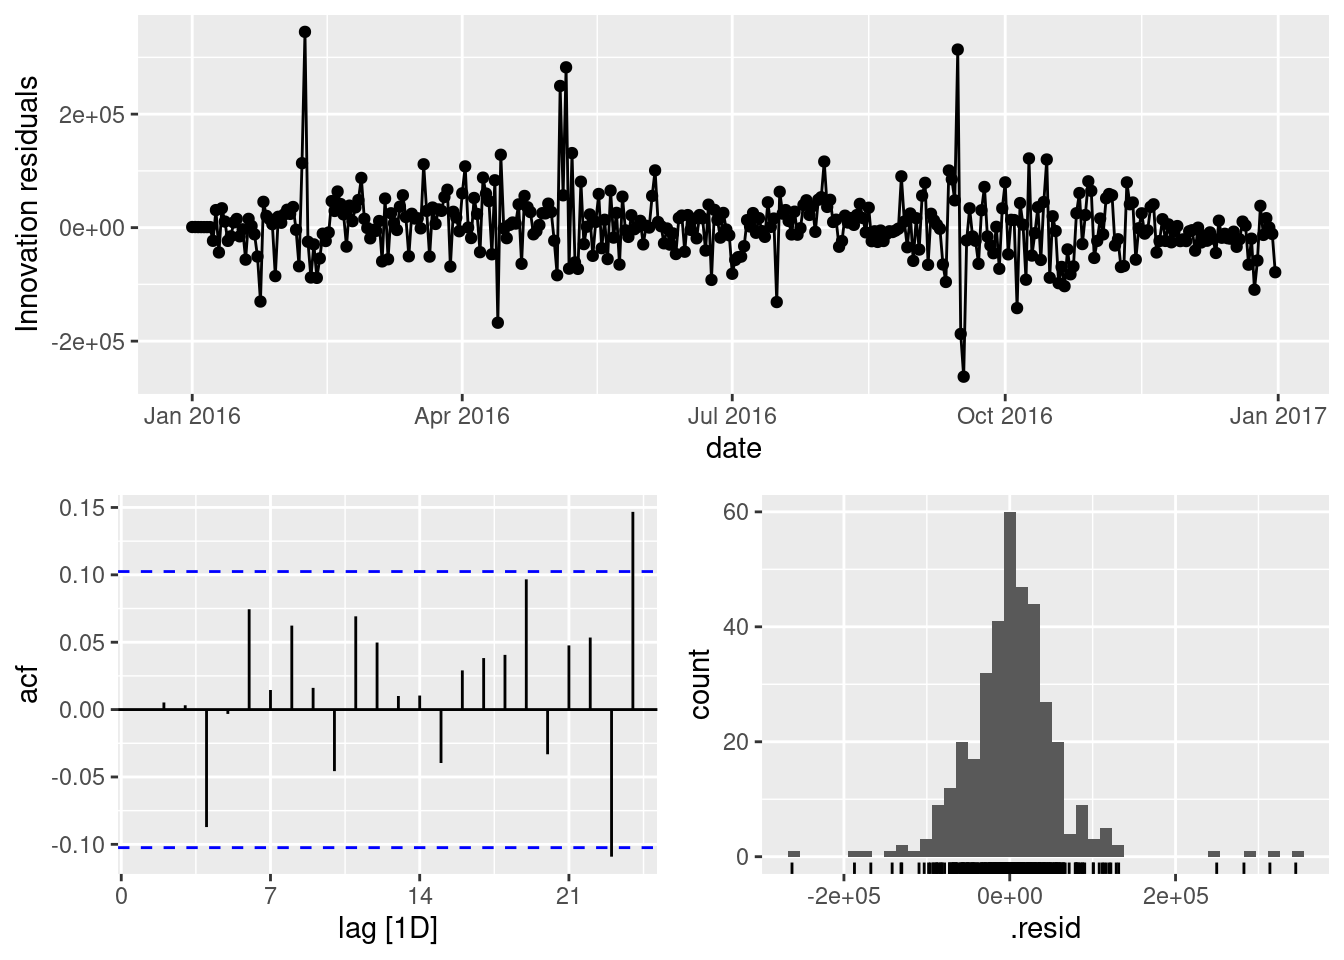 Innovation residuals
2e+05
0e+00
-2e+05
Jan 2016
Apr 2016
Jul 2016
Oct 2016
Jan 2017
date
acf
0.15
0.10
0.05
0.00
-0.05
-0.10
0
7
14
21
lag [1D]
count
60
40
20
0
-2e+05
0e+00
2e+05
.resid